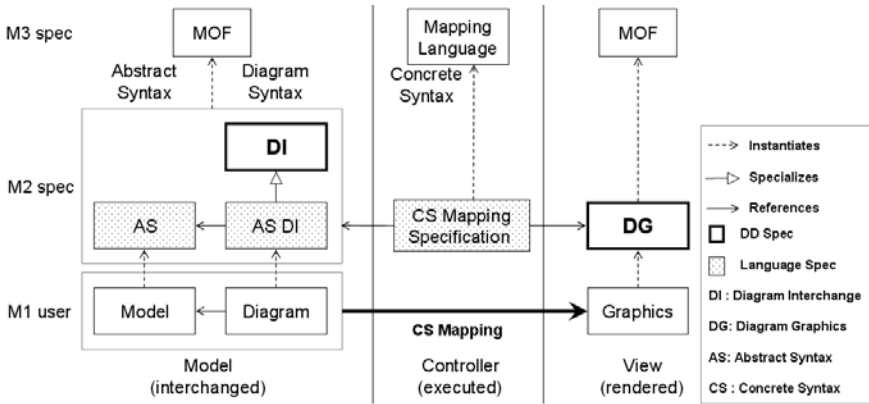 M3 spec
MOF
Mapping
Language
MOF
Abstract
Syntax
Diagram
Syntax
Concrete
Syntax
M2 spec
DI
AS
AS DI
CS Mapping
Specification
DG
M1 user
Model
Diagram
CS Mapping
Graphics
Model
(interchanged)
Controller
(executed)
View
(rendered)
Instantiates
Specializes
References
DD Spec
Language Spec
DI : Diagram Interchange
DG: Diagram Graphics
AS: Abstract Syntax
CS : Concrete Syntax